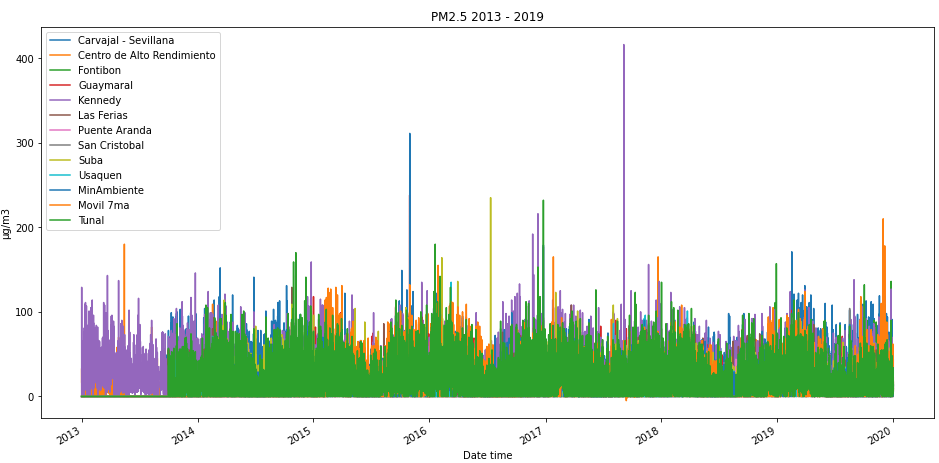 PM2.5 2013 - 2019
µg/m3
400
300
200
100
0
Carvajal - Sevillana
Centro de Alto Rendimiento
Fontibon
Guaymaral
Kennedy
Las Ferias
Puente Aranda
San Cristobal
Suba
Usaquen
MinAmbiente
Movil 7ma
Tunal
2013
2014
2015
2016
2017
2018
2019
2020
Date time